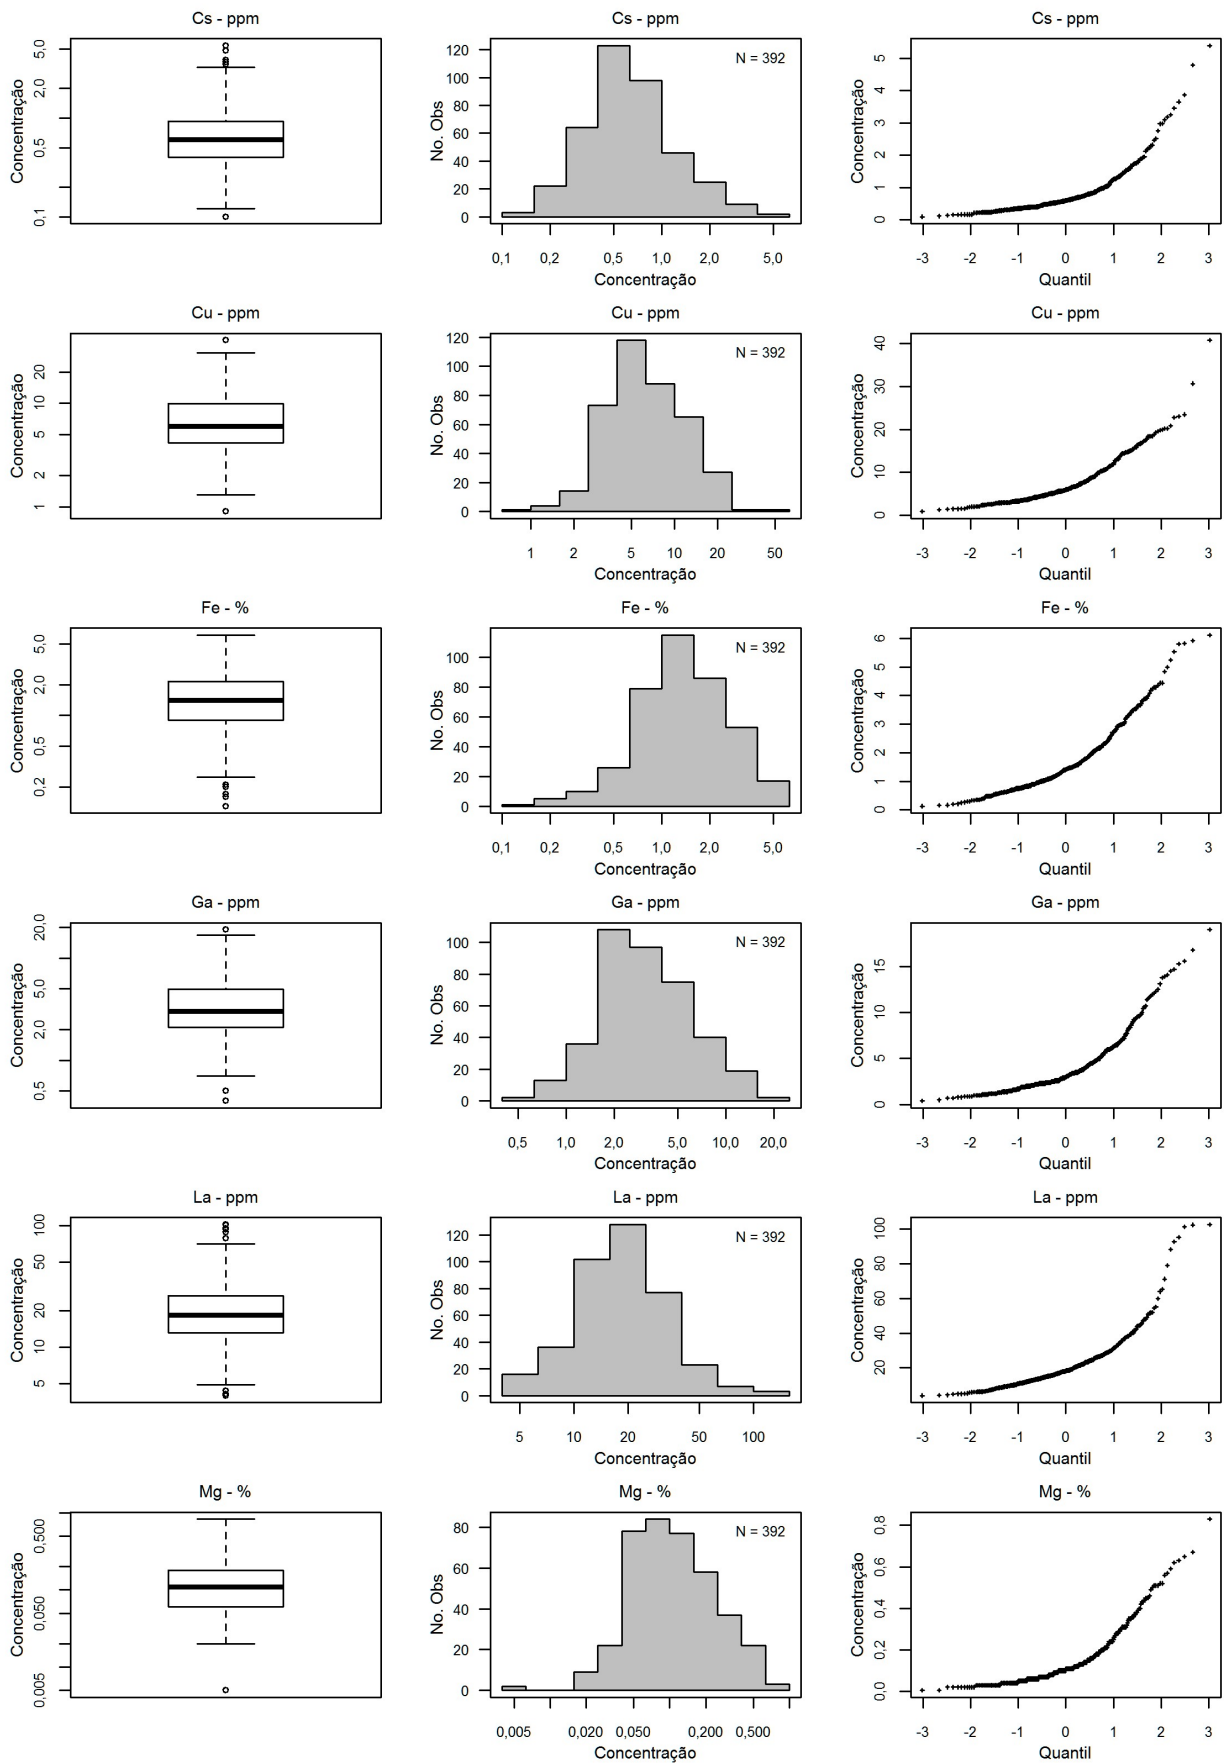 Cs - ppm
Concentração
5,0
2,0
0,5
0,1
Cs - ppm
No. Obs
120
100
80
60
40
20
0
N = 392
0,1 0,2 0,5 1,0 2,0 5,0
Concentração
Cs - ppm
Concentração
5
4
3
2
1
0
-3 -2 -1 0 1 2 3
Quantil
Cu - ppm
Concentração
20
10
5
2
1
Cu - ppm
No. Obs
120
100
80
60
40
20
0
N = 392
1 2 5 10 20 50
Concentração
Cu - ppm
Concentração
40
30
20
10
0
-3 -2 -1 0 1 2 3
Quantil
Fe - %
Concentração
5,0
2,0
0,5
0,2
Fe - %
No. Obs
100
80
60
40
20
0
N = 392
0,1 0,2 0,5 1,0 2,0 5,0
Concentração
Fe - %
Concentração
6
5
4
3
2
1
0
-3 -2 -1 0 1 2 3
Quantil
Ga - ppm
Concentração
20,0
5,0
2,0
0,5
Ga - ppm
No. Obs
100
80
60
40
20
0
N = 392
0,5 1,0 2,0 5,0 10,0 20,0
Concentração
Ga - ppm
Concentração
15
10
5
0
-3 -2 -1 0 1 2 3
Quantil
La - ppm
Concentração
100
50
20
10
5
La - ppm
No. Obs
120
100
80
60
40
20
0
N = 392
5 10 20 50 100
Concentração
La - ppm
Concentração
100
80
60
40
20
-3 -2 -1 0 1 2 3
Quantil
Mg - %
Concentração
0,500
0,050
0,005
Mg - %
No. Obs
80
60
40
20
0
N = 392
0,005 0,020 0,050 0,200 0,500
Concentração
Mg - %
Concentração
0,8
0,6
0,4
0,2
0,0
-3 -2 -1 0 1 2 3
Quantil